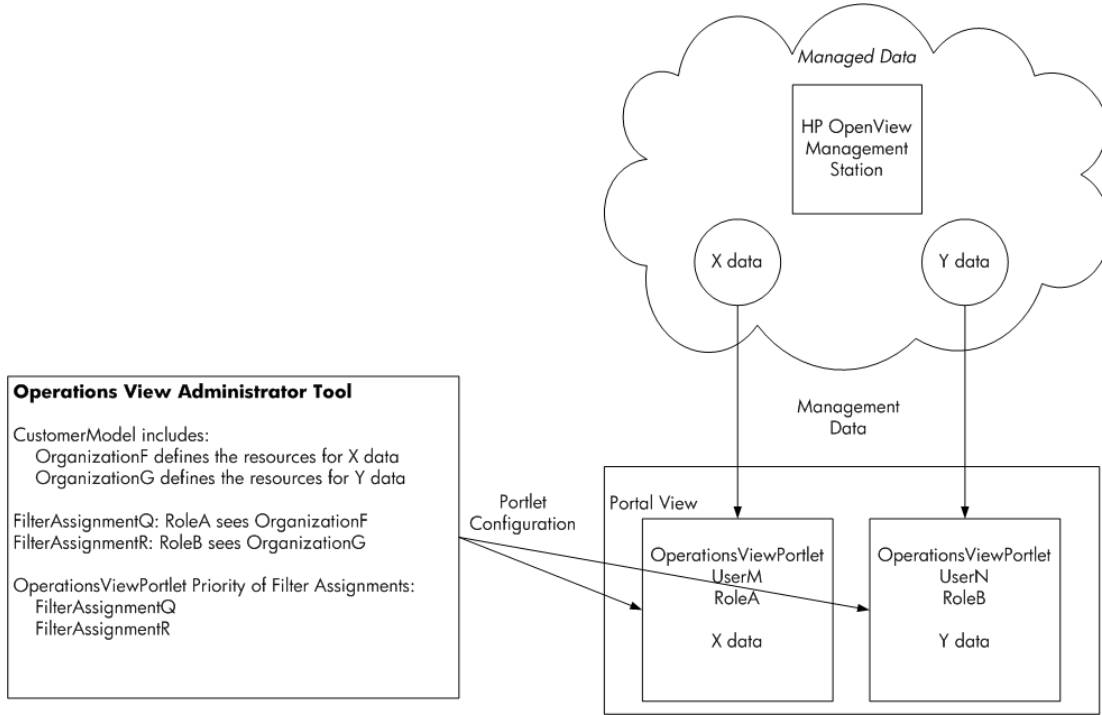 Managed Data
HP OpenView
Management
Station
X data
Y data
Management
Data
Operations View Administrator Tool
CustomerModel includes:
OrganizationF defines the resources for X data
OrganizationG defines the resources for Y data
FilterAssignmentQ: RoleA sees OrganizationF
FilterAssignmentR: RoleB sees OrganizationG
OperationsViewPortlet Priority of Filter Assignments:
FilterAssignmentQ
FilterAssignmentR
Portlet
Configuration
Portal View
OperationsViewPortlet
UserM
RoleA
X data
OperationsViewPortlet
UserN
RoleB
Y data